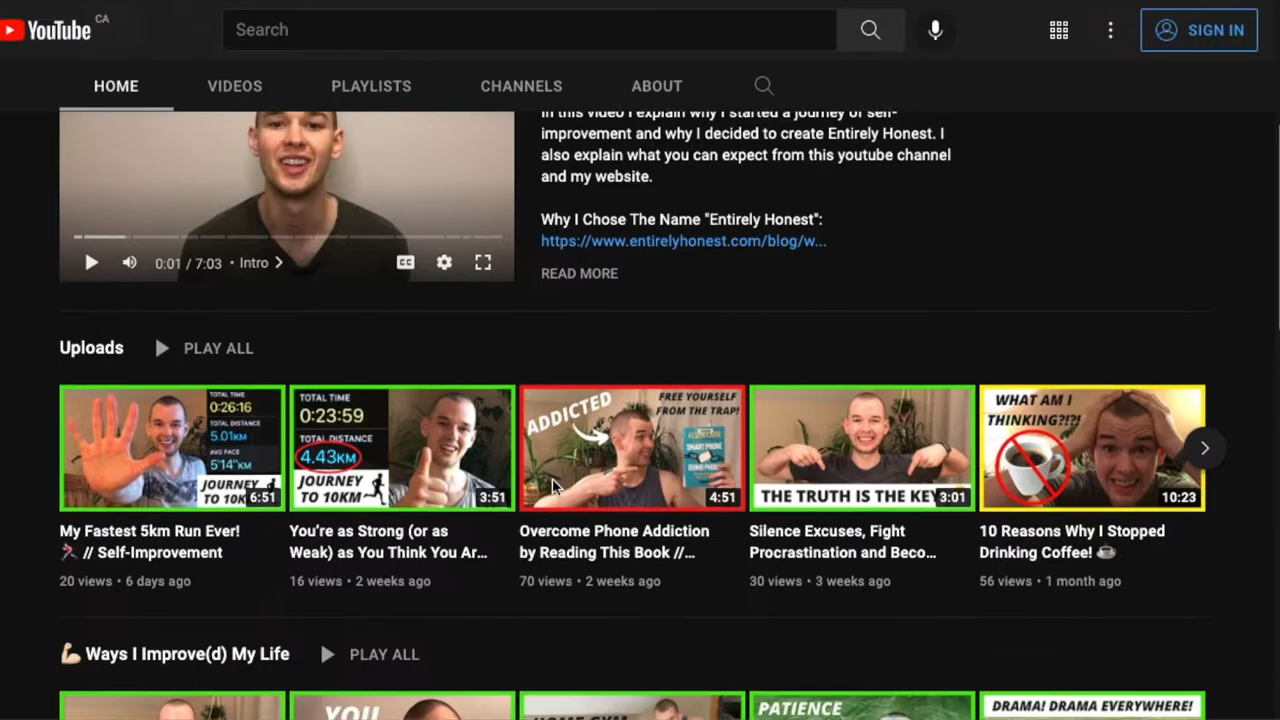 YouTube CA
Search
SIGN IN
HOME VIDEOS PLAYLISTS CHANNELS ABOUT
In this video I explain why I started a journey of self-
improvement and why I decided to create Entirely Honest. I
also explain what you can expect from this youtube channel
and my website.
Why I Chose The Name "Entirely Honest":
https://www.entirelyhonest.com/blog/w...
READ MORE
0:01 / 7:03 • Intro
CC
Uploads PLAY ALL
TOTAL TIME
0:26:16
TOTAL DISTANCE
5.01KM
AVG PACE
5'14"KM
JOURNEY
TO 10K
6:51
My Fastest 5km Run Ever!
// Self-Improvement
20 views • 6 days ago
TOTAL TIME
0:23:59
TOTAL DISTANCE
4.43KM
JOURNEY
TO 10KM
3:51
You're as Strong (or as
Weak) as You Think You Ar...
16 views • 2 weeks ago
ADDICTED
FREE YOURSELF
FROM THE TRAP!
SMART PHONE
DUMB PHONE
4:51
Overcome Phone Addiction
by Reading This Book //...
70 views • 2 weeks ago
THE TRUTH IS THE KEY
3:01
Silence Excuses, Fight
Procrastination and Beco...
30 views • 3 weeks ago
WHAT AM I
THINKING?!?!
10:23
10 Reasons Why I Stopped
Drinking Coffee!
56 views • 1 month ago
Ways I Improve(d) My Life PLAY ALL
YOU
HOME GYM
PATIENCE
DRAMA! DRAMA EVERYWHERE!